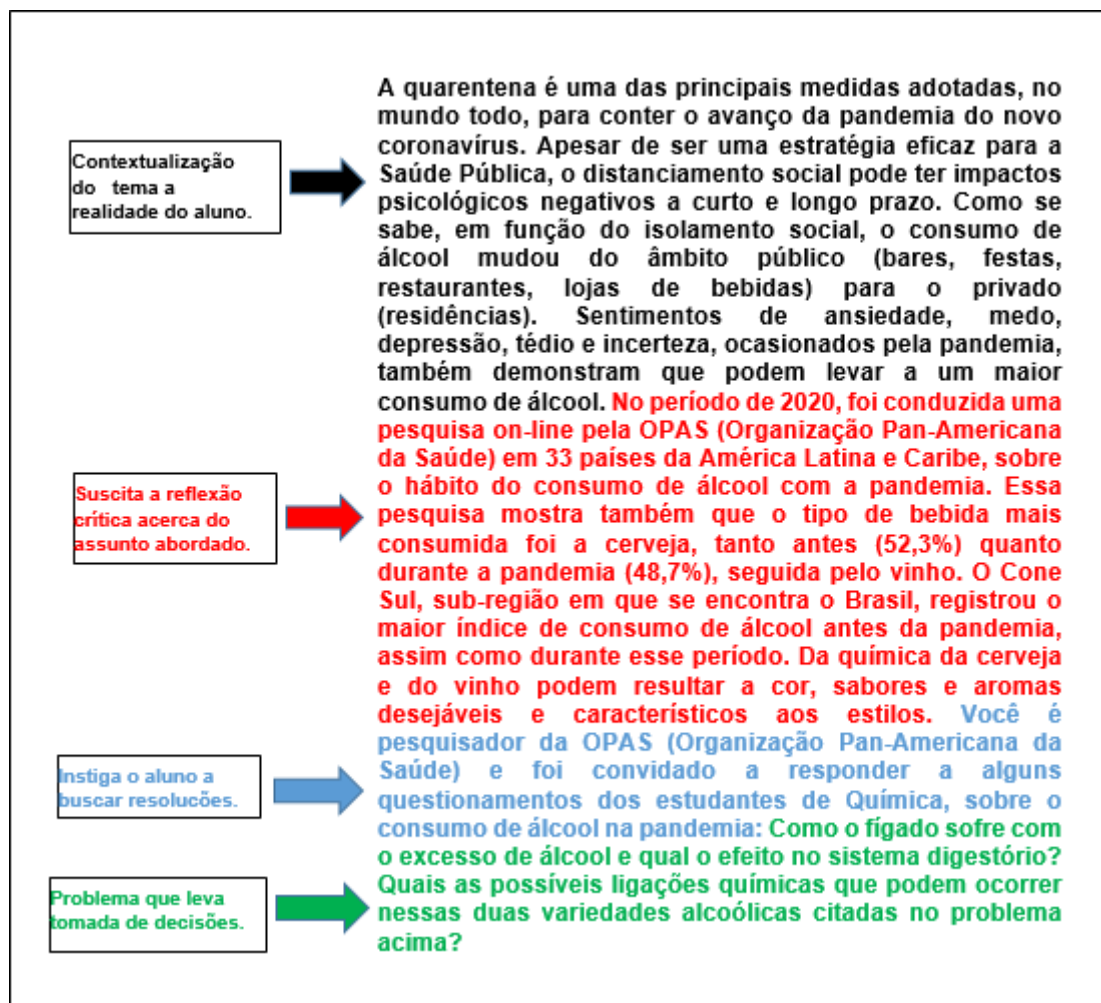 A quarentena é uma das principais medidas adotadas, no
mundo todo, para conter o avanço da pandemia do novo
coronavírus. Apesar de ser uma estratégia eficaz para a
Saúde Pública, o distanciamento social pode ter impactos
psicológicos negativos a curto e longo prazo. Como se
sabe, em função do isolamento social, o consumo de
álcool mudou do âmbito público (bares, festas,
restaurantes, lojas de bebidas) para o privado
(residências). Sentimentos de ansiedade, medo,
depressão, tédio e incerteza, ocasionados pela pandemia,
também demonstram que podem levar a um maior
consumo de álcool. No período de 2020, foi conduzida uma
pesquisa on-line pela OPAS (Organização Pan-Americana
da Saúde) em 33 países da América Latina e Caribe, sobre
o hábito do consumo de álcool com a pandemia. Essa
pesquisa mostra também que o tipo de bebida mais
consumida foi a cerveja, tanto antes (52,3%) quanto
durante a pandemia (48,7%), seguida pelo vinho. O Cone
Sul, sub-região em que se encontra o Brasil, registrou o
maior índice de consumo de álcool antes da pandemia,
assim como durante esse período. Da química da cerveja
e do vinho podem resultar a cor, sabores e aromas
desejáveis e característicos aos estilos. Você é
pesquisador da OPAS (Organização Pan-Americana da
Saúde) e foi convidado a responder a alguns
questionamentos dos estudantes de Química, sobre o
consumo de álcool na pandemia: Como o fígado sofre com
o excesso de álcool e qual o efeito no sistema digestório?
Quais as possíveis ligações químicas que podem ocorrer
nessas duas variedades alcoólicas citadas no problema
acima?
Contextualização
do tema a
realidade do aluno.
Suscita a reflexão
crítica acerca do
assunto abordado.
Instiga o aluno a
buscar resoluções.
Problema que leva
tomada de decisões.